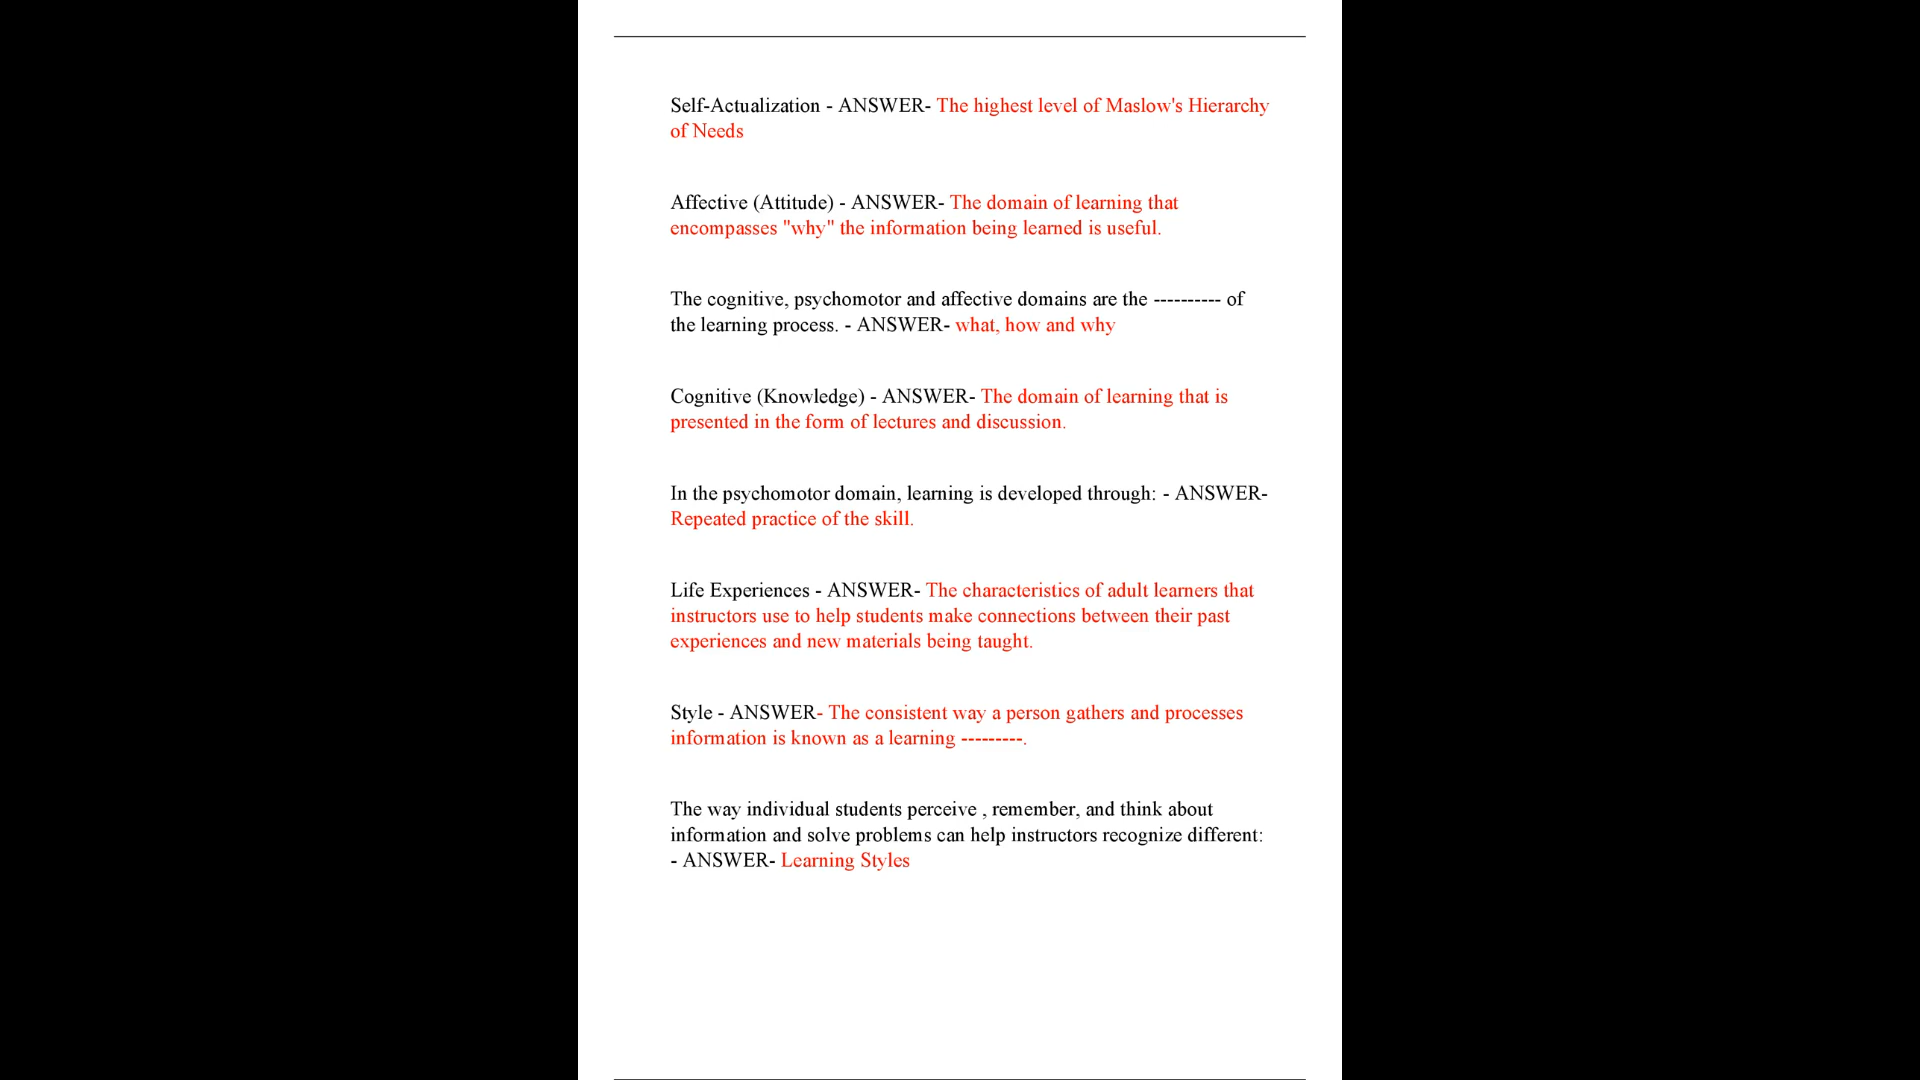 Self-Actualization - ANSWER- The highest level of Maslow's Hierarchy
of Needs
Affective (Attitude) - ANSWER- The domain of learning that
encompasses "why" the information being learned is useful.
The cognitive, psychomotor and affective domains are the ---------- of
the learning process. - ANSWER- what, how and why
Cognitive (Knowledge) - ANSWER- The domain of learning that is
presented in the form of lectures and discussion.
In the psychomotor domain, learning is developed through: - ANSWER-
Repeated practice of the skill.
Life Experiences - ANSWER- The characteristics of adult learners that
instructors use to help students make connections between their past
experiences and new materials being taught.
Style - ANSWER- The consistent way a person gathers and processes
information is known as a learning ---------.
The way individual students perceive , remember, and think about
information and solve problems can help instructors recognize different:
- ANSWER- Learning Styles